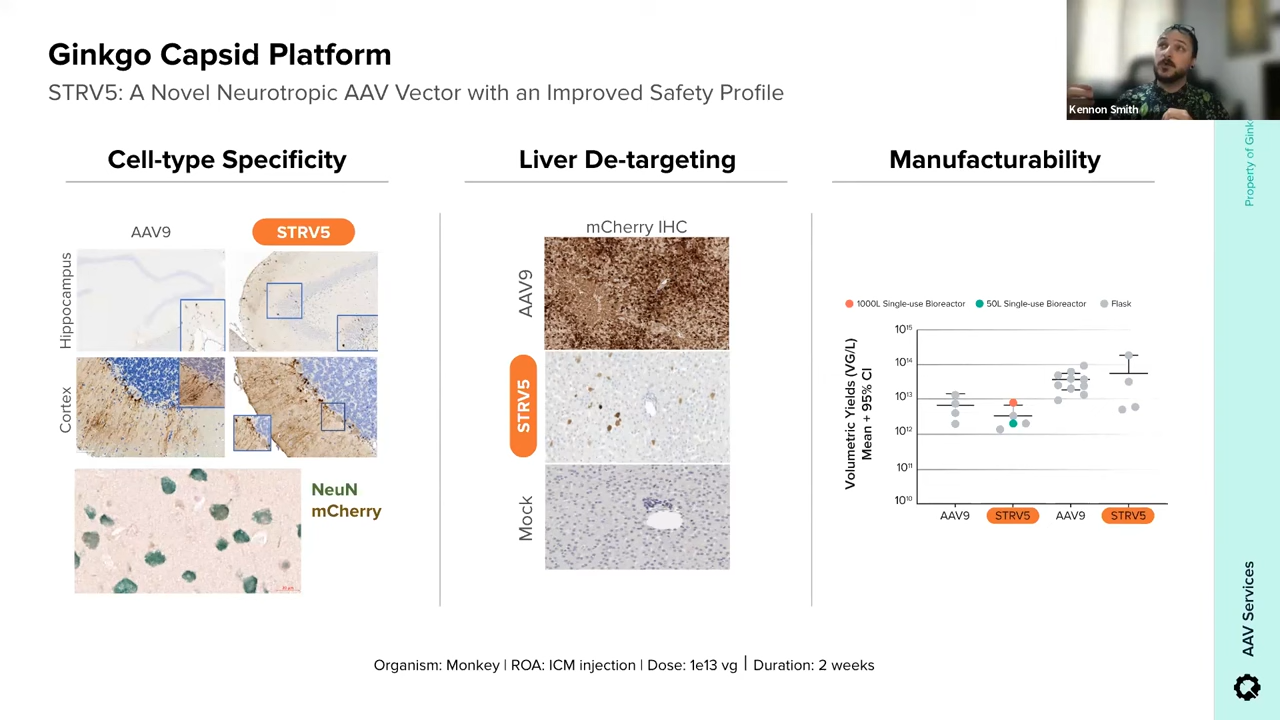 Ginkgo Capsid Platform
STRV5: A Novel Neurotropic AAV Vector with an Improved Safety Profile
Kennon Smith
Property of Gink
Cell-type Specificity
Liver De-targeting
Manufacturability
AAV9
STRV5
Hippocampus
Cortex
NeuN
mCherry
mCherry IHC
AAV9
STRV5
Mock
1000L Single-use Bioreactor
50L Single-use Bioreactor
Flask
Volumetric Yields (VG/L)
Mean + 95% CI
10¹⁵
10¹⁴
10¹³
10¹²
10¹¹
10¹⁰
AAV9
STRV5
AAV9
STRV5
Organism: Monkey | ROA: ICM injection | Dose: 1e13 vg | Duration: 2 weeks
AAV Services